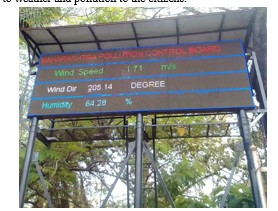 to weather and pollution to the citizens.
MAHARASHTRA POLLUTION CONTROL BOARD
Wind Speed 1.71 m/s
Wind Dir 205.14 DEGREE
Humidity 64.28 %